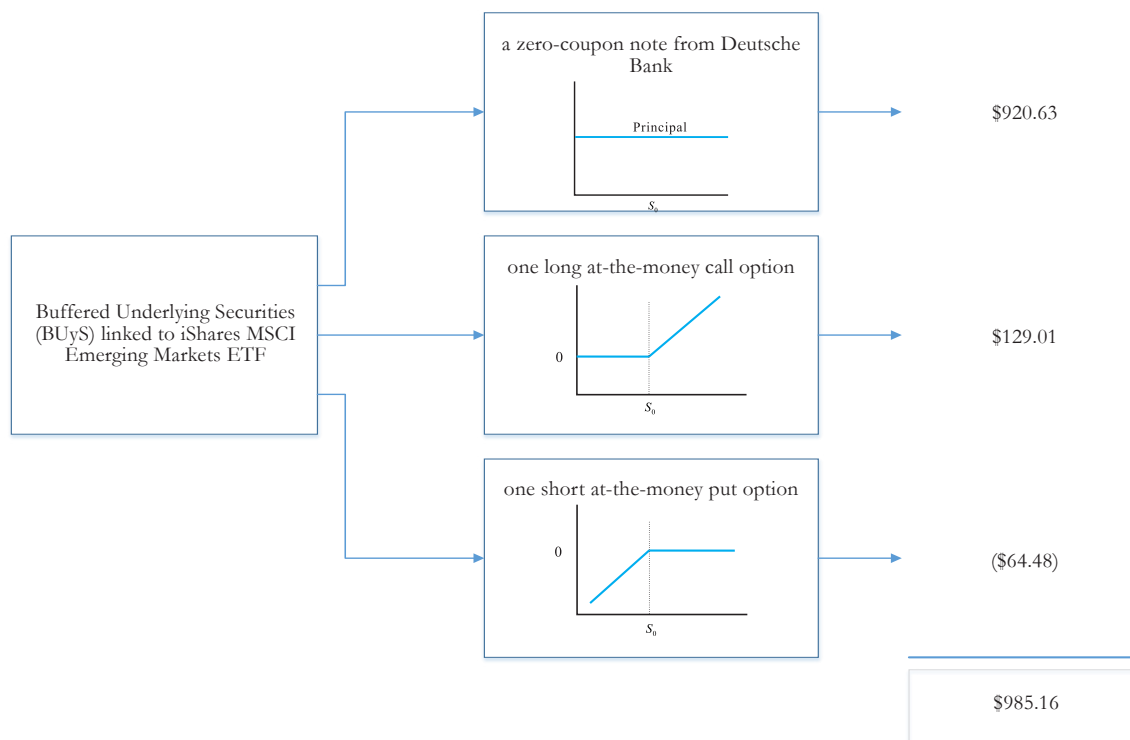 a zero-coupon note from Deutsche
Bank
Principal
S₀
$920.63
Buffered Underlying Securities
(BUyS) linked to iShares MSCI
Emerging Markets ETF
one long at-the-money call option
0
S₀
$129.01
one short at-the-money put option
0
S₀
($64.48)
$985.16